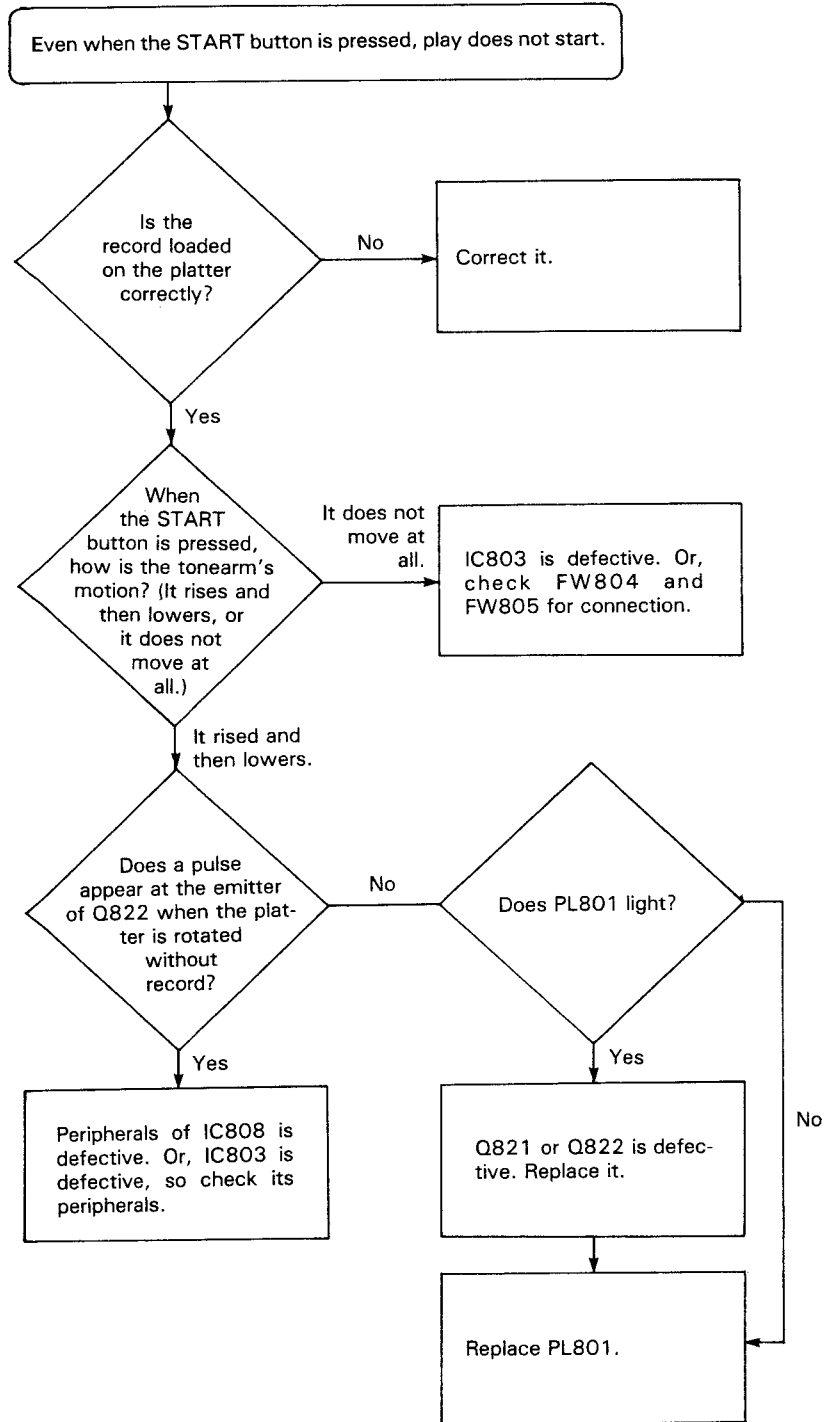 Even when the START button is pressed, play does not start.
Is the
record loaded
on the platter
correctly?
No
Correct it.
Yes
When
the START
button is pressed,
how is the tonearm's
motion? (It rises and
then lowers, or
it does not
move at
all.)
It does not
move at
all.
IC803 is defective. Or,
check FW804 and
FW805 for connection.
It rised and
then lowers.
Does a pulse
appear at the emitter
of Q822 when the plat-
ter is rotated
without
record?
No
Does PL801 light?
Yes
Yes
No
Peripherals of IC808 is
defective. Or, IC803 is
defective, so check its
peripherals.
Q821 or Q822 is defec-
tive. Replace it.
Replace PL801.